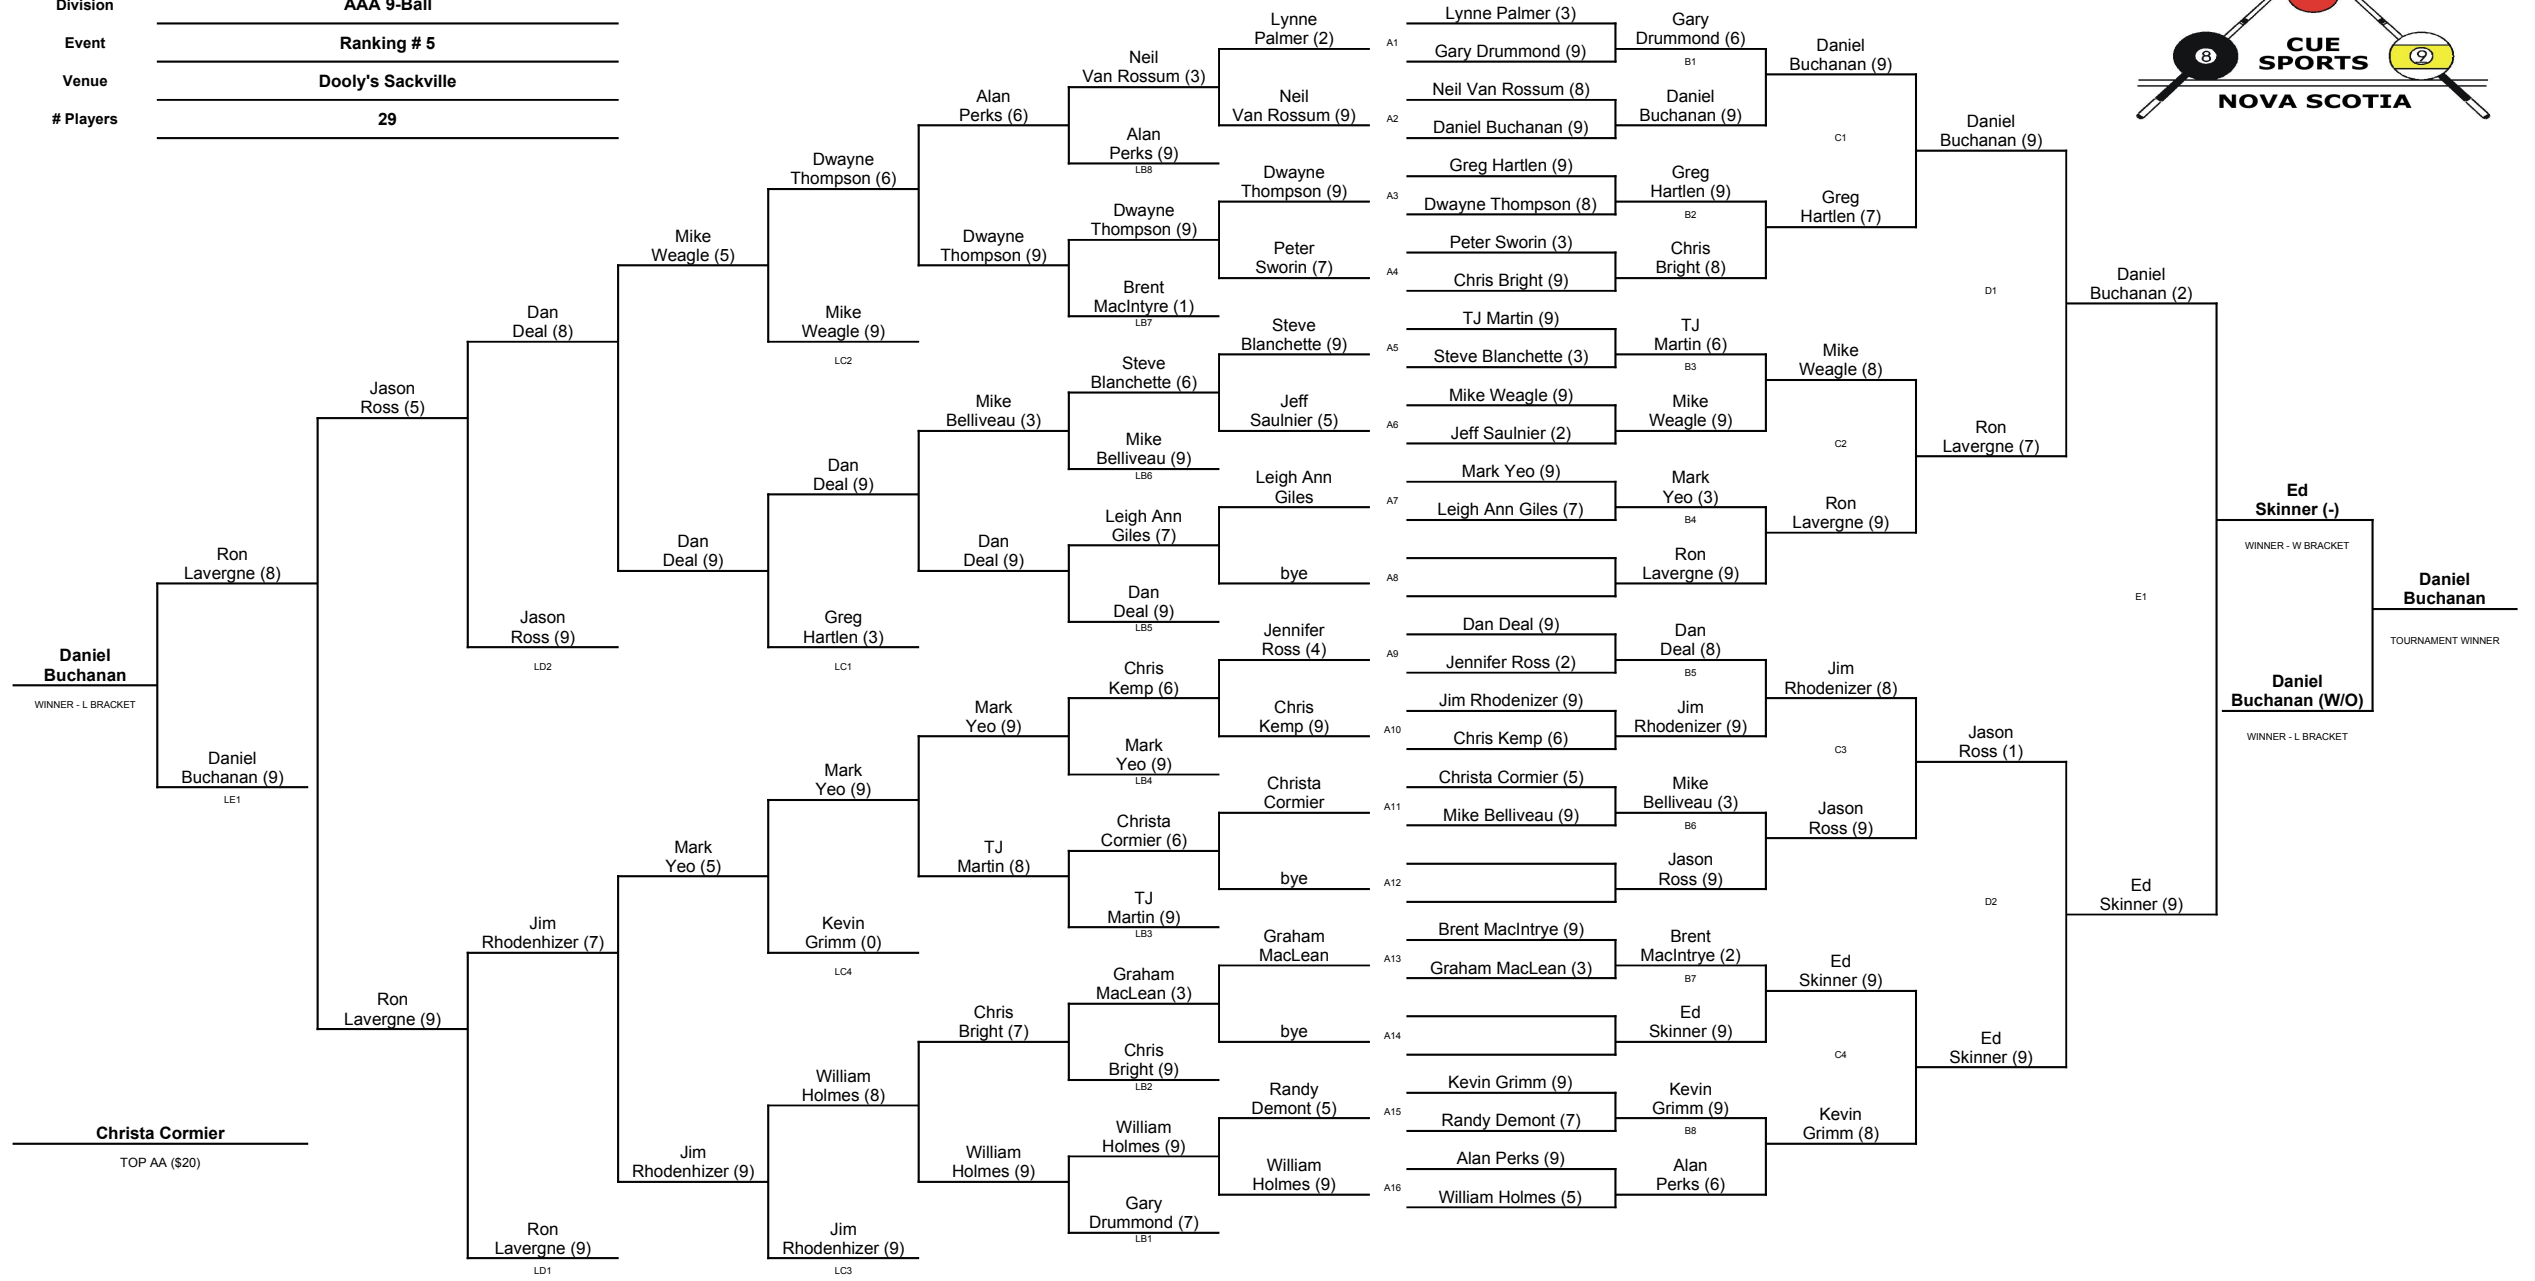 Division
AAA 9-Ball
Event
Ranking # 5
Venue
Dooly's Sackville
# Players
29
8
9
CUE
SPORTS
NOVA SCOTIA
Daniel
Buchanan
WINNER - L BRACKET
Ron
Lavergne (8)
Daniel
Buchanan (9)
LE1
Christa Cormier
TOP AA ($20)
Jason
Ross (5)
Ron
Lavergne (9)
Dan
Deal (8)
Jason
Ross (9)
LD2
Jim
Rhodenhizer (7)
Ron
Lavergne (9)
LD1
Mike
Weagle (5)
Dan
Deal (9)
Mark
Yeo (5)
Jim
Rhodenhizer (9)
Dwayne
Thompson (6)
Mike
Weagle (9)
LC2
Dan
Deal (9)
Greg
Hartlen (3)
LC1
Mark
Yeo (9)
Kevin
Grimm (0)
LC4
William
Holmes (8)
Jim
Rhodenhizer (9)
LC3
Alan
Perks (6)
Dwayne
Thompson (9)
Mike
Belliveau (3)
Dan
Deal (9)
Mark
Yeo (9)
TJ
Martin (8)
Chris
Bright (7)
William
Holmes (9)
Neil
Van Rossum (3)
Alan
Perks (9)
LB8
Dwayne
Thompson (9)
Brent
MacIntyre (1)
LB7
Steve
Blanchette (6)
Mike
Belliveau (9)
LB6
Leigh Ann
Giles (7)
Dan
Deal (9)
LB5
Chris
Kemp (6)
Mark
Yeo (9)
LB4
Christa
Cormier (6)
TJ
Martin (9)
LB3
Graham
MacLean (3)
Chris
Bright (9)
LB2
William
Holmes (9)
Gary
Drummond (7)
LB1
Lynne
Palmer (2)
Neil
Van Rossum (9)
Dwayne
Thompson (9)
Peter
Sworin (7)
Steve
Blanchette (9)
Jeff
Saulnier (5)
Leigh Ann
Giles
bye
Jennifer
Ross (4)
Chris
Kemp (9)
Christa
Cormier
bye
Graham
MacLean
bye
Randy
Demont (5)
William
Holmes (9)
A1
A2
A3
A4
A5
A6
A7
A8
A9
A10
A11
A12
A13
A14
A15
A16
Lynne Palmer (3)
Gary Drummond (9)
Neil Van Rossum (8)
Daniel Buchanan (9)
Greg Hartlen (9)
Dwayne Thompson (8)
Peter Sworin (3)
Chris Bright (9)
TJ Martin (9)
Steve Blanchette (3)
Mike Weagle (9)
Jeff Saulnier (2)
Mark Yeo (9)
Leigh Ann Giles (7)
Dan Deal (9)
Jennifer Ross (2)
Jim Rhodenizer (9)
Chris Kemp (6)
Christa Cormier (5)
Mike Belliveau (9)
Brent MacIntrye (9)
Graham MacLean (3)
Kevin Grimm (9)
Randy Demont (7)
Alan Perks (9)
William Holmes (5)
Gary
Drummond (6)
B1
Daniel
Buchanan (9)
Greg
Hartlen (9)
B2
Chris
Bright (8)
TJ
Martin (6)
B3
Mike
Weagle (9)
Mark
Yeo (3)
B4
Ron
Lavergne (9)
Dan
Deal (8)
B5
Jim
Rhodenizer (9)
Mike
Belliveau (3)
B6
Jason
Ross (9)
Brent
MacIntrye (2)
B7
Ed
Skinner (9)
Kevin
Grimm (9)
B8
Alan
Perks (6)
Daniel
Buchanan (9)
C1
Greg
Hartlen (7)
Mike
Weagle (8)
C2
Ron
Lavergne (9)
Jim
Rhodenizer (8)
C3
Jason
Ross (9)
Ed
Skinner (9)
C4
Kevin
Grimm (8)
Daniel
Buchanan (9)
D1
Ron
Lavergne (7)
Jason
Ross (1)
D2
Ed
Skinner (9)
Daniel
Buchanan (2)
E1
Ed
Skinner (9)
Ed
Skinner (-)
WINNER - W BRACKET
Daniel
Buchanan (W/O)
WINNER - L BRACKET
Daniel
Buchanan
TOURNAMENT WINNER